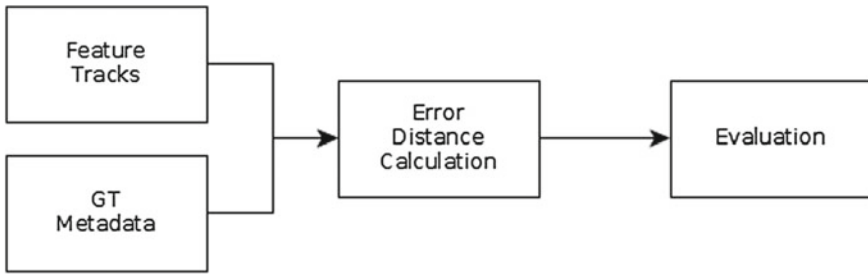 Feature
Tracks
GT
Metadata
Error
Distance
Calculation
Evaluation